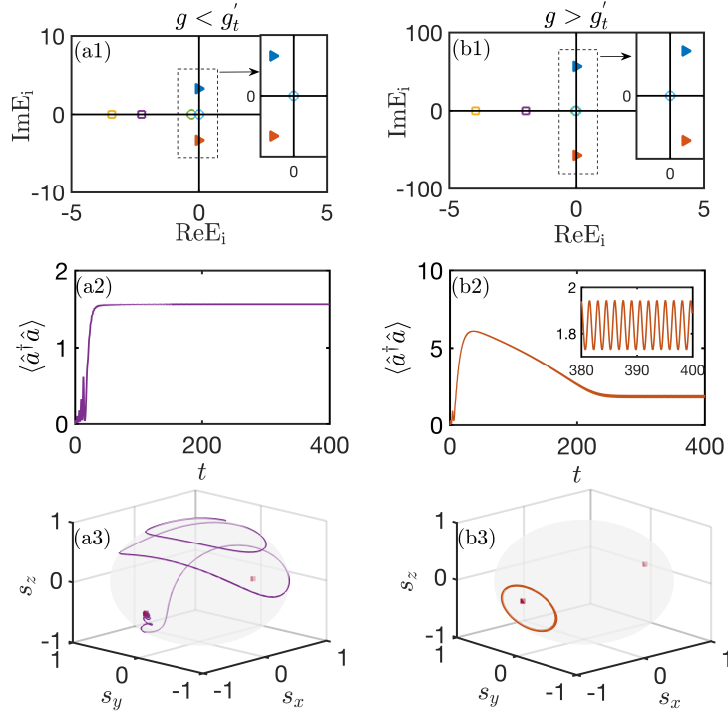 g < g'_t
g > g'_t
(a1)
10
0
-10
-5
0
5
ImE_i
ReE_i
0
0
(b1)
100
0
-100
-5
0
5
ImE_i
ReE_i
0
0
(a2)
2
1
0
0
200
400
⟨â†â⟩
t
(b2)
10
5
0
0
200
400
⟨â†â⟩
t
2
1.8
380
390
400
(a3)
1
0
-1
s_z
1
0
-1
s_y
-1
0
1
s_x
(b3)
1
0
-1
s_z
1
0
-1
s_y
-1
0
1
s_x